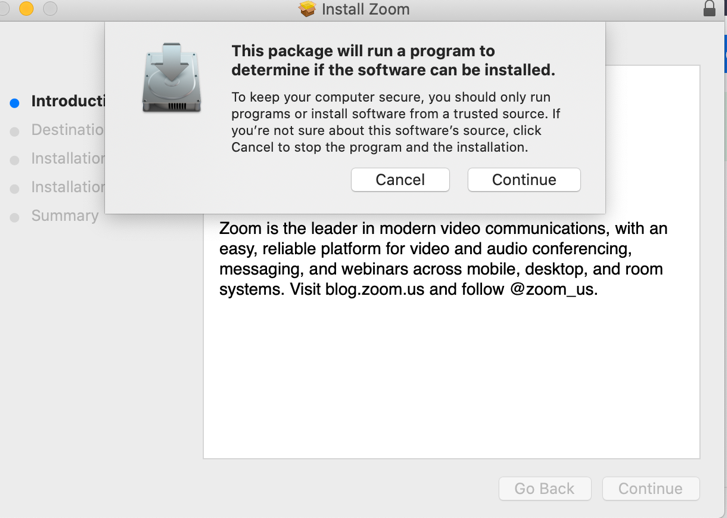 Install Zoom
This package will run a program to
determine if the software can be installed.
To keep your computer secure, you should only run
programs or install software from a trusted source. If
you're not sure about this software's source, click
Cancel to stop the program and the installation.
Cancel
Continue
Introducti
Destinatio
Installation
Installation
Summary
Zoom is the leader in modern video communications, with an
easy, reliable platform for video and audio conferencing,
messaging, and webinars across mobile, desktop, and room
systems. Visit blog.zoom.us and follow @zoom_us.
Go Back
Continue